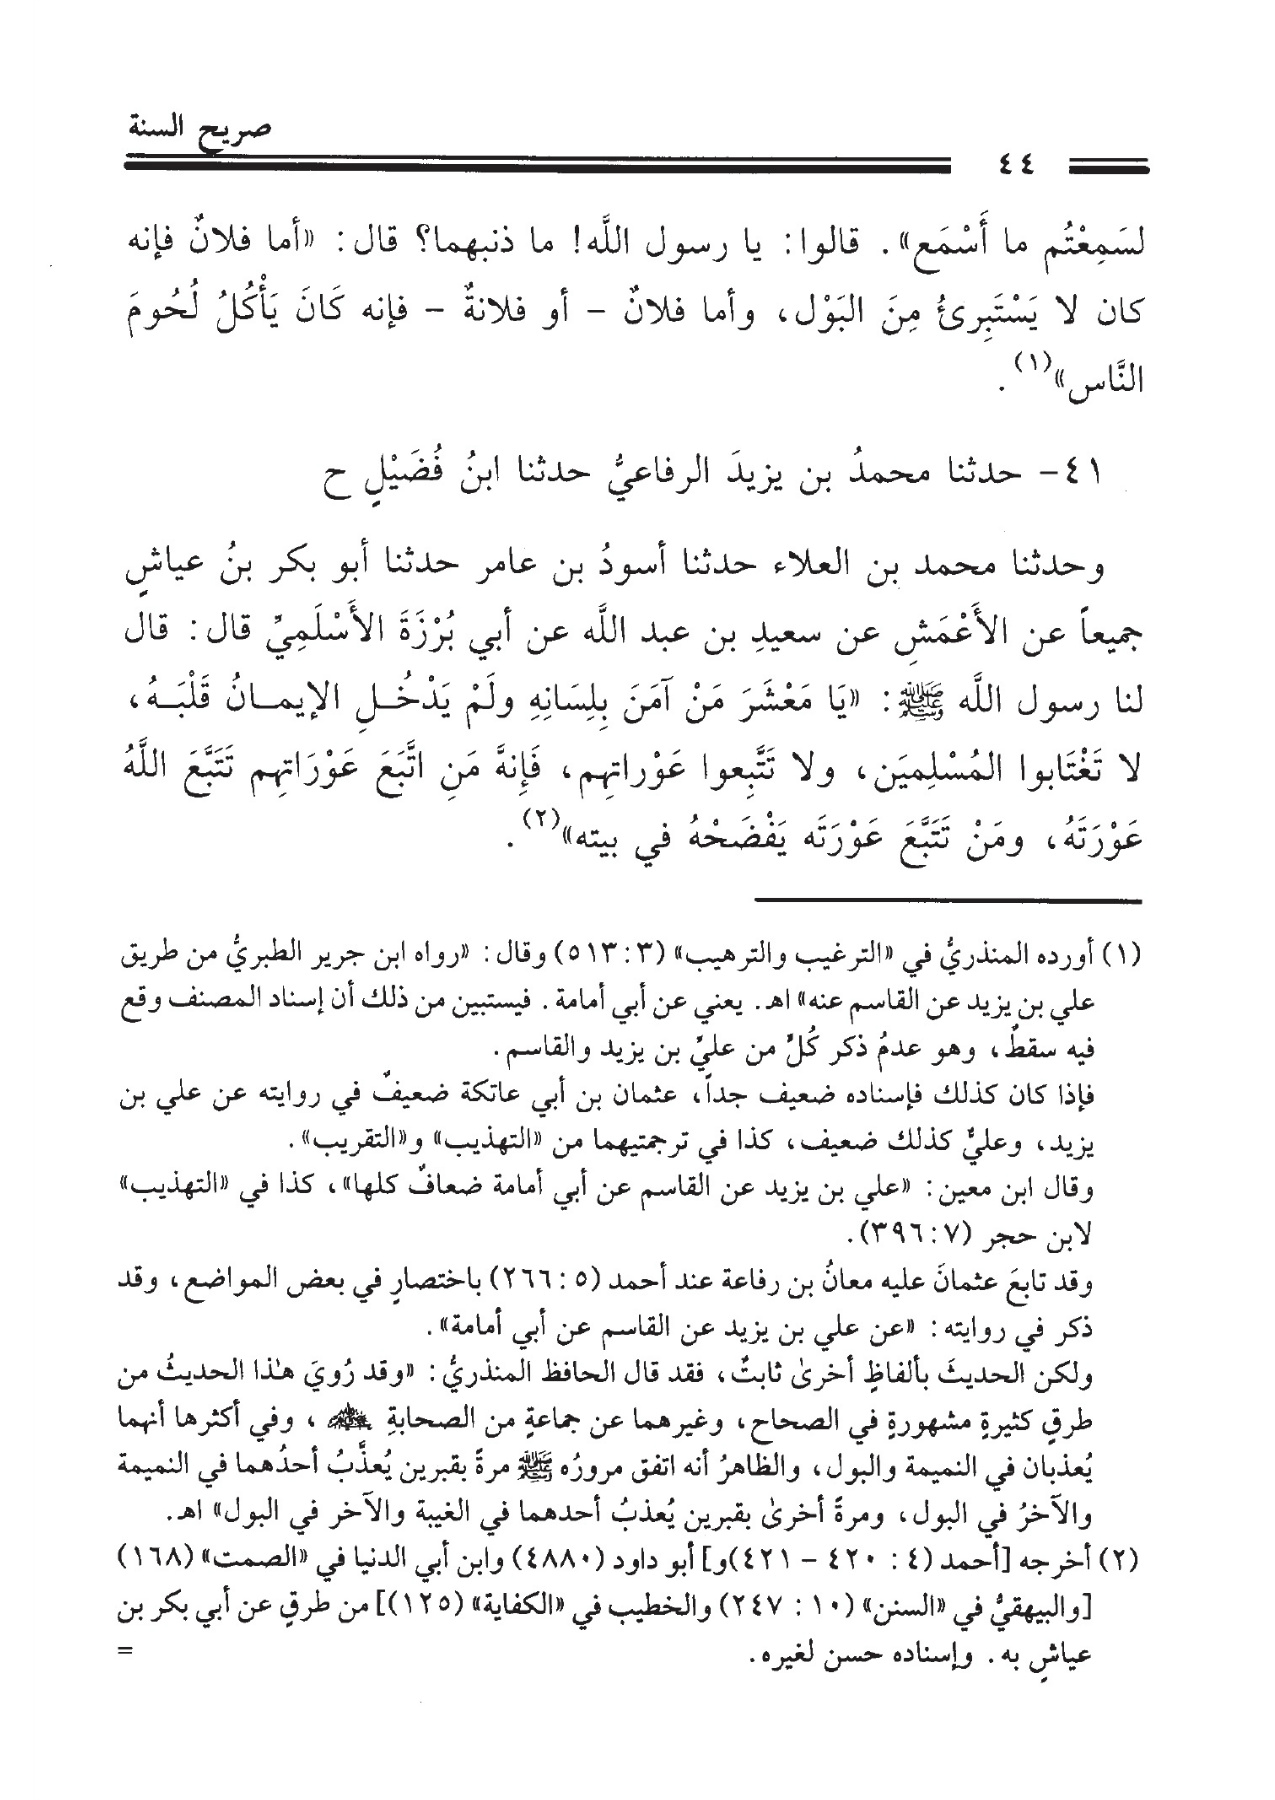 صريح السنة
٤٤
لسَمِعْتُم ما أَسْمَع». قالوا: يا رسول اللَّه! ما ذنبهما؟ قال: «أما فلانٌ فإنه
كان لا يَسْتَبرِئُ مِنَ البَوْل، وأما فلانٌ - أو فلانةٌ - فإنه كَانَ يَأْكُلُ لُحُومَ
النَّاس»(١).
٤١- حدثنا محمدُ بن يزيدَ الرفاعيُّ حدثنا ابنُ فُضَيْلٍ ح
وحدثنا محمد بن العلاء حدثنا أسودُ بن عامر حدثنا أبو بكر بنُ عياشٍ
جميعاً عن الأَعْمَشِ عن سعيدِ بن عبد اللَّه عن أبي بُرْزَةَ الأَسْلَمِيِّ قال: قال
لنا رسول اللَّه ﷺ: «يَا مَعْشَرَ مَنْ آمَنَ بِلِسَانِهِ ولَمْ يَدْخُـلِ الإيمـانُ قَلْبَـهُ،
لا تَغْتَابوا المُسْلِميَن، ولا تَتَّبِعوا عَوْراتِهم، فَإِنهَّ مَنِ اتَّبَعَ عَوْرَاتِهم تَتَبَّعَ اللَّهُ
عَوْرَتَهُ، ومَنْ تَتَبَّعَ عَوْرتَه يَفْضَحْهُ في بيته»(٢).
(١) أورده المنذريُّ في «الترغيب والترهيب» (٣: ٥١٣) وقال: «رواه ابن جرير الطبريُّ من طريق
علي بن يزيد عن القاسم عنه» اهـ. يعني عن أبي أمامة. فيستبين من ذلك أن إسناد المصنف وقع
فيه سقطٌ، وهو عدمُ ذكر كُلٍّ من عليِّ بن يزيد والقاسم.
فإذا كان كذلك فإسناده ضعيف جداً، عثمان بن أبي عاتكة ضعيفٌ في روايته عن علي بن
يزيد، وعليٌّ كذلك ضعيف، كذا في ترجمتيهما من «التهذيب» و«التقريب».
وقال ابن معين: «علي بن يزيد عن القاسم عن أبي أمامة ضعافٌ كلها»، كذا في «التهذيب»
لابن حجر (٧: ٣٩٦).
وقد تابعَ عثمانَ عليه معانُ بن رفاعة عند أحمد (٥: ٢٦٦) باختصارٍ في بعض المواضع، وقد
ذكر في روايته: «عن علي بن يزيد عن القاسم عن أبي أمامة».
ولكن الحديثَ بألفاظٍ أخرىٰ ثابتٌ، فقد قال الحافظ المنذريُّ: «وقد رُويَ هٰذا الحديثُ من
طرقٍ كثيرةٍ مشهورةٍ في الصحاح، وغيرهما عن جماعةٍ من الصحابةِ ، وفي أكثرها أنهما
يُعذبان في النميمة والبول، والظاهرُ أنه اتفق مرورُه ﷺ مرةً بقبرين يُعذَّبُ أحدُهما في النميمة
والآخرُ في البول، ومرةً أخرىٰ بقبرين يُعذبُ أحدهما في الغيبة والآخر في البول» اهـ.
(٢) أخرجه [أحمد (٤: ٤٢٠ - ٤٢١)و] أبو داود (٤٨٨٠) وابن أبي الدنيا في «الصمت» (١٦٨)
[والبيهقيُّ في «السنن» (١٠: ٢٤٧) والخطيب في «الكفاية» (١٢٥)] من طرقٍ عن أبي بكر بن
عياشٍ به. وإسناده حسن لغيره.
=